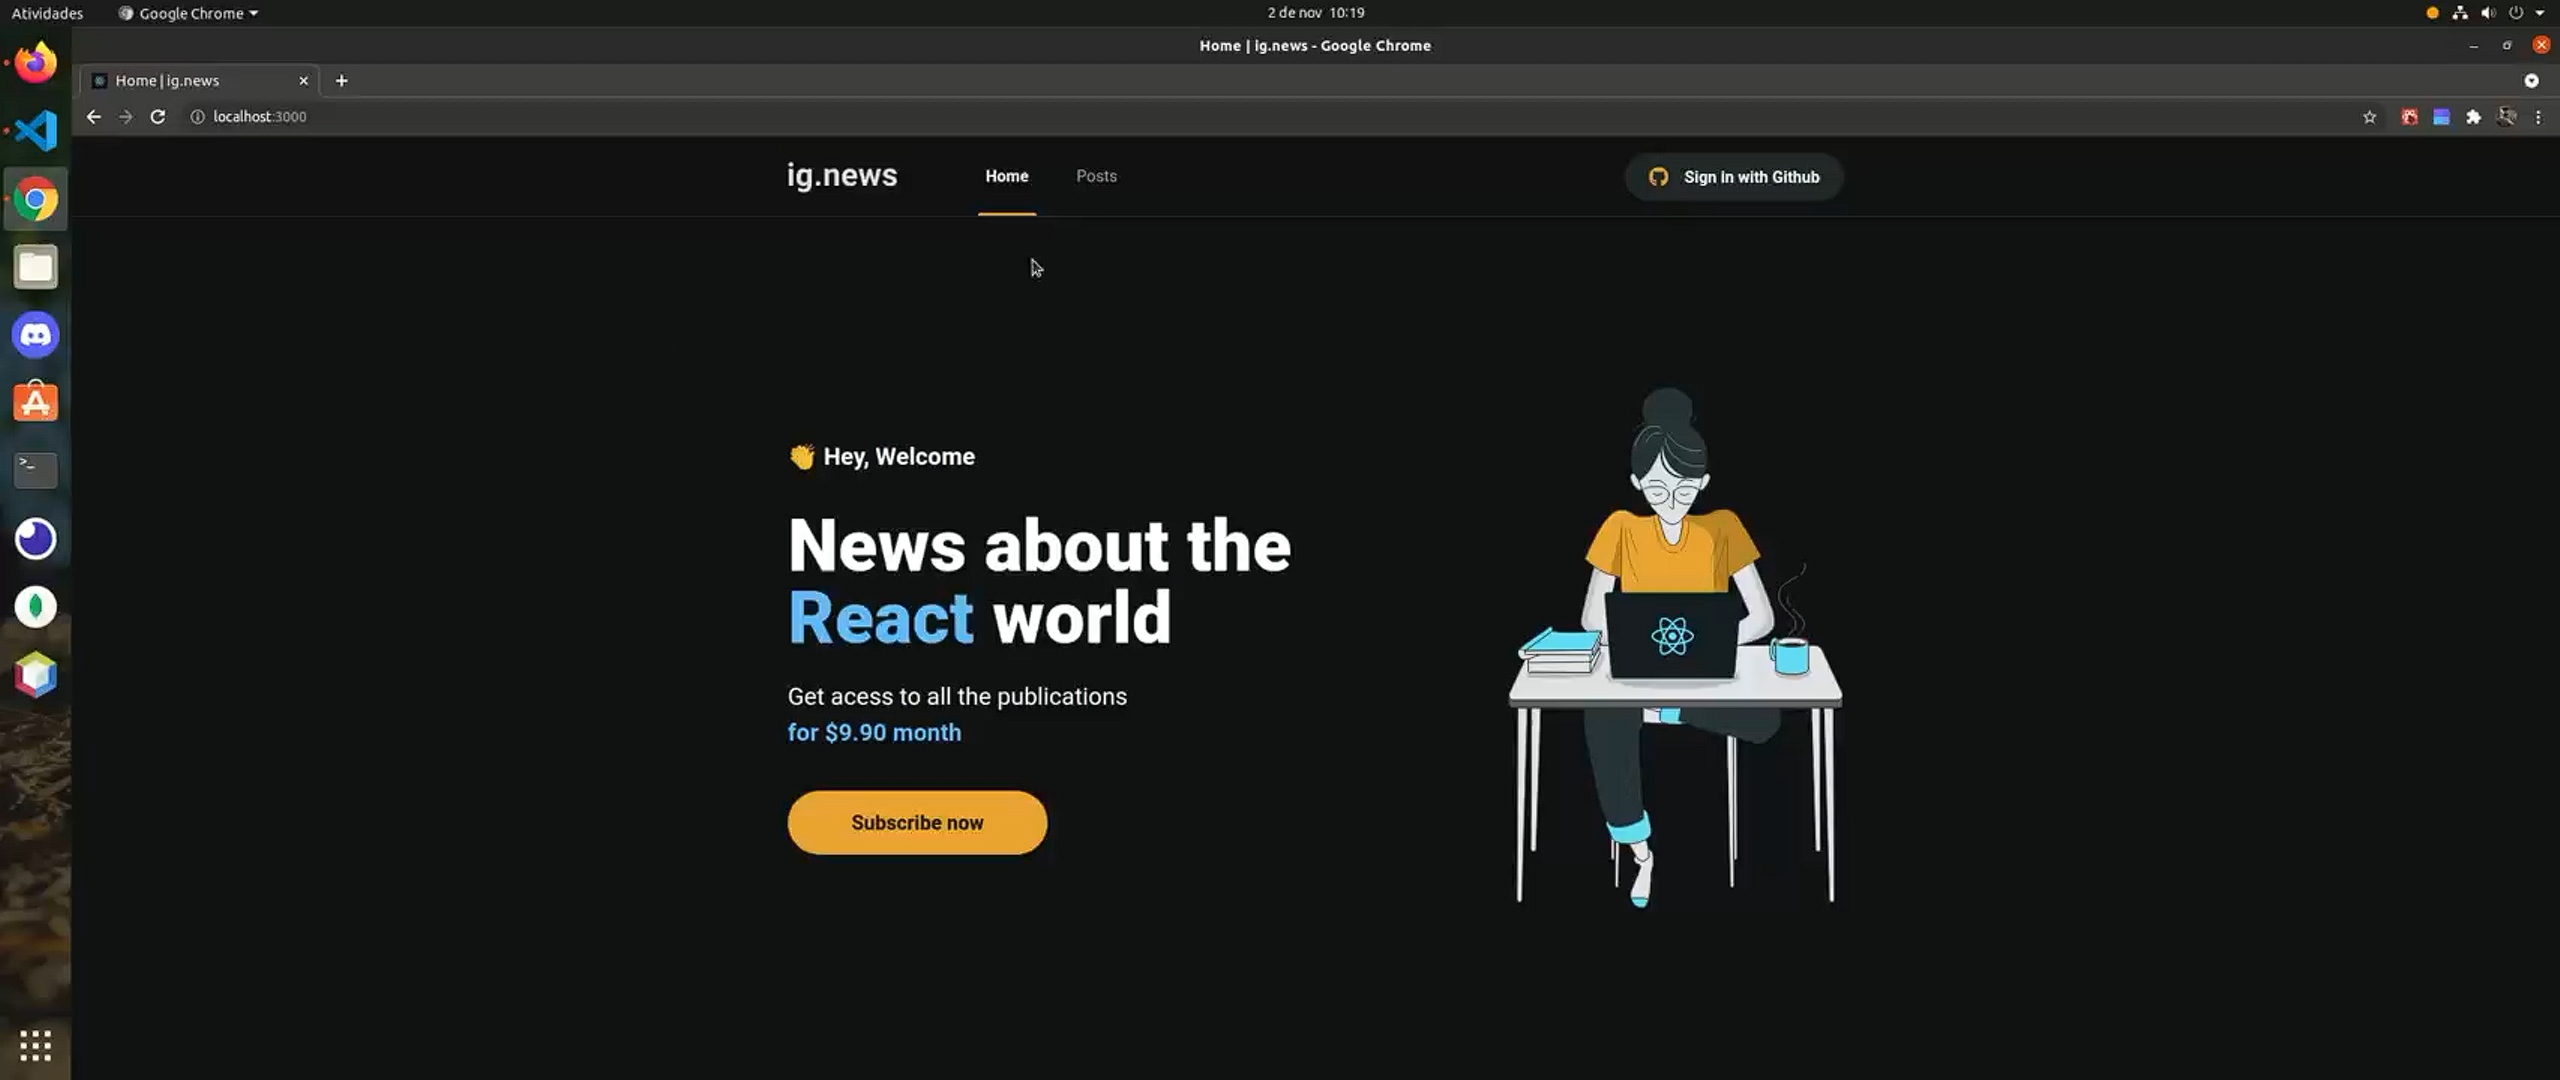 Atividades
Google Chrome
2 de nov 10:19
Home | ig.news - Google Chrome
Home | ig.news
localhost:3000
ig.news
Home
Posts
Sign in with Github
👏 Hey, Welcome
News about the
React world
Get acess to all the publications
for $9.90 month
Subscribe now